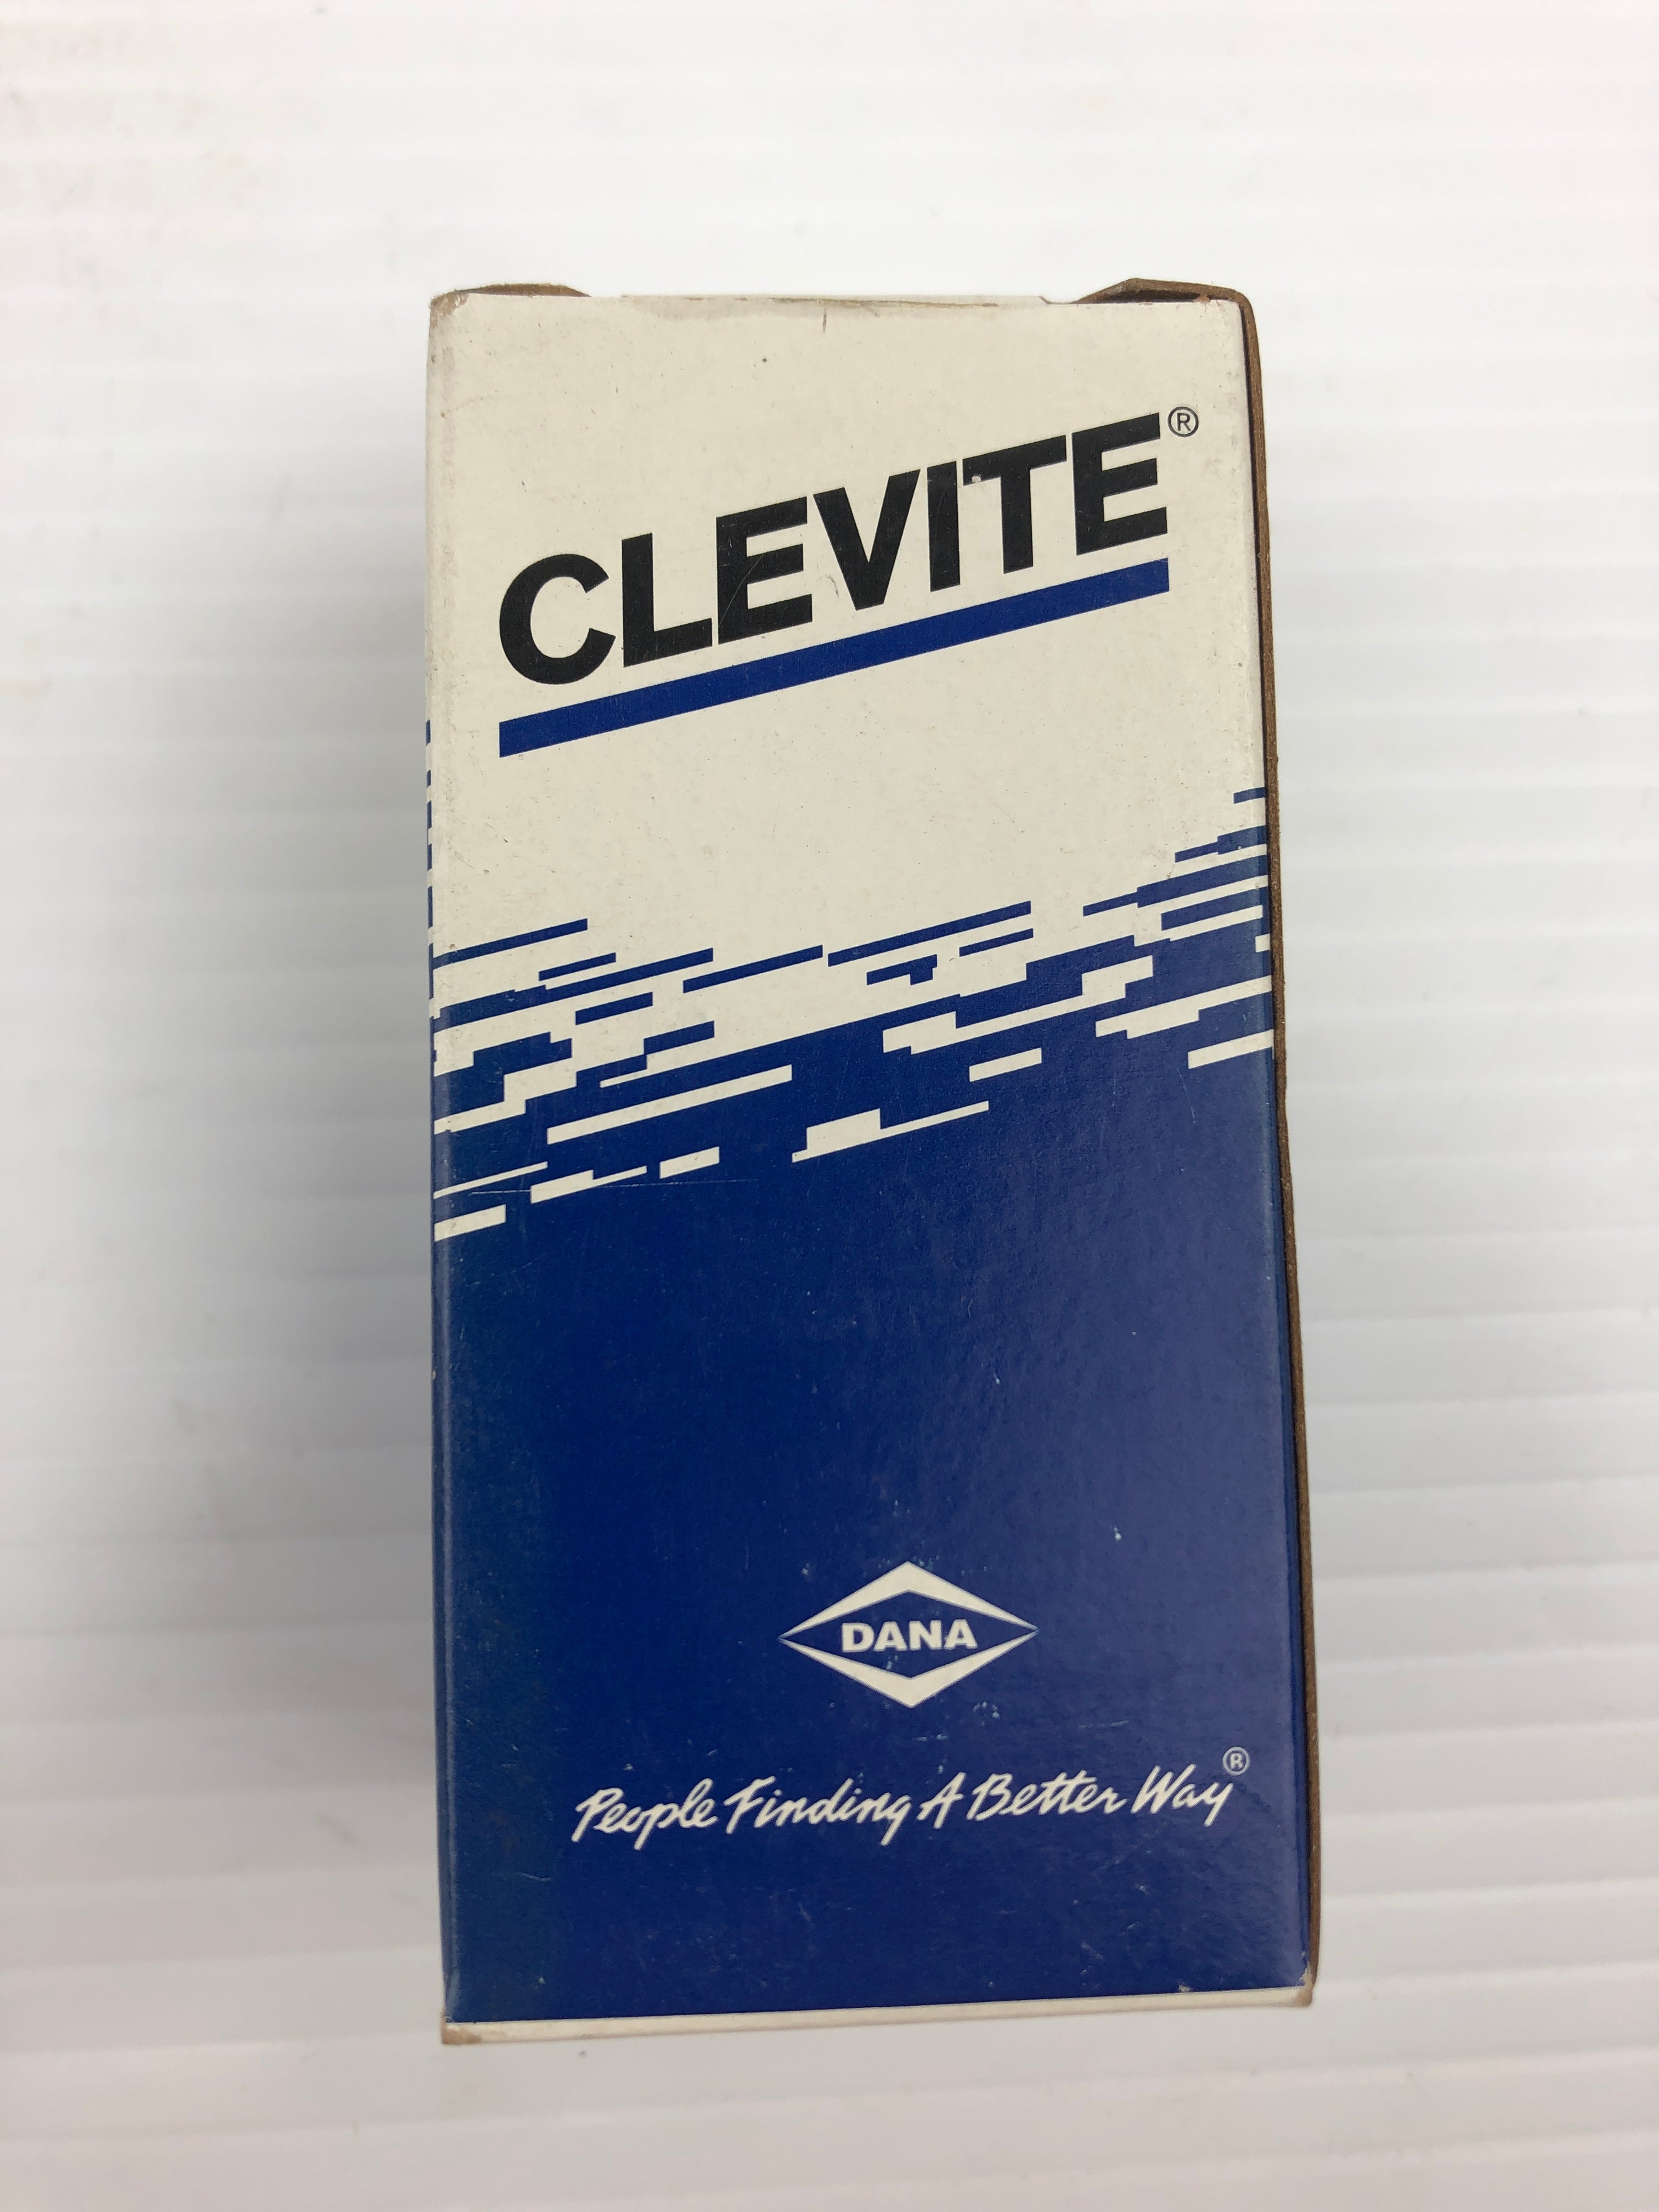 CLEVITE®
DANA
People Finding A Better Way®